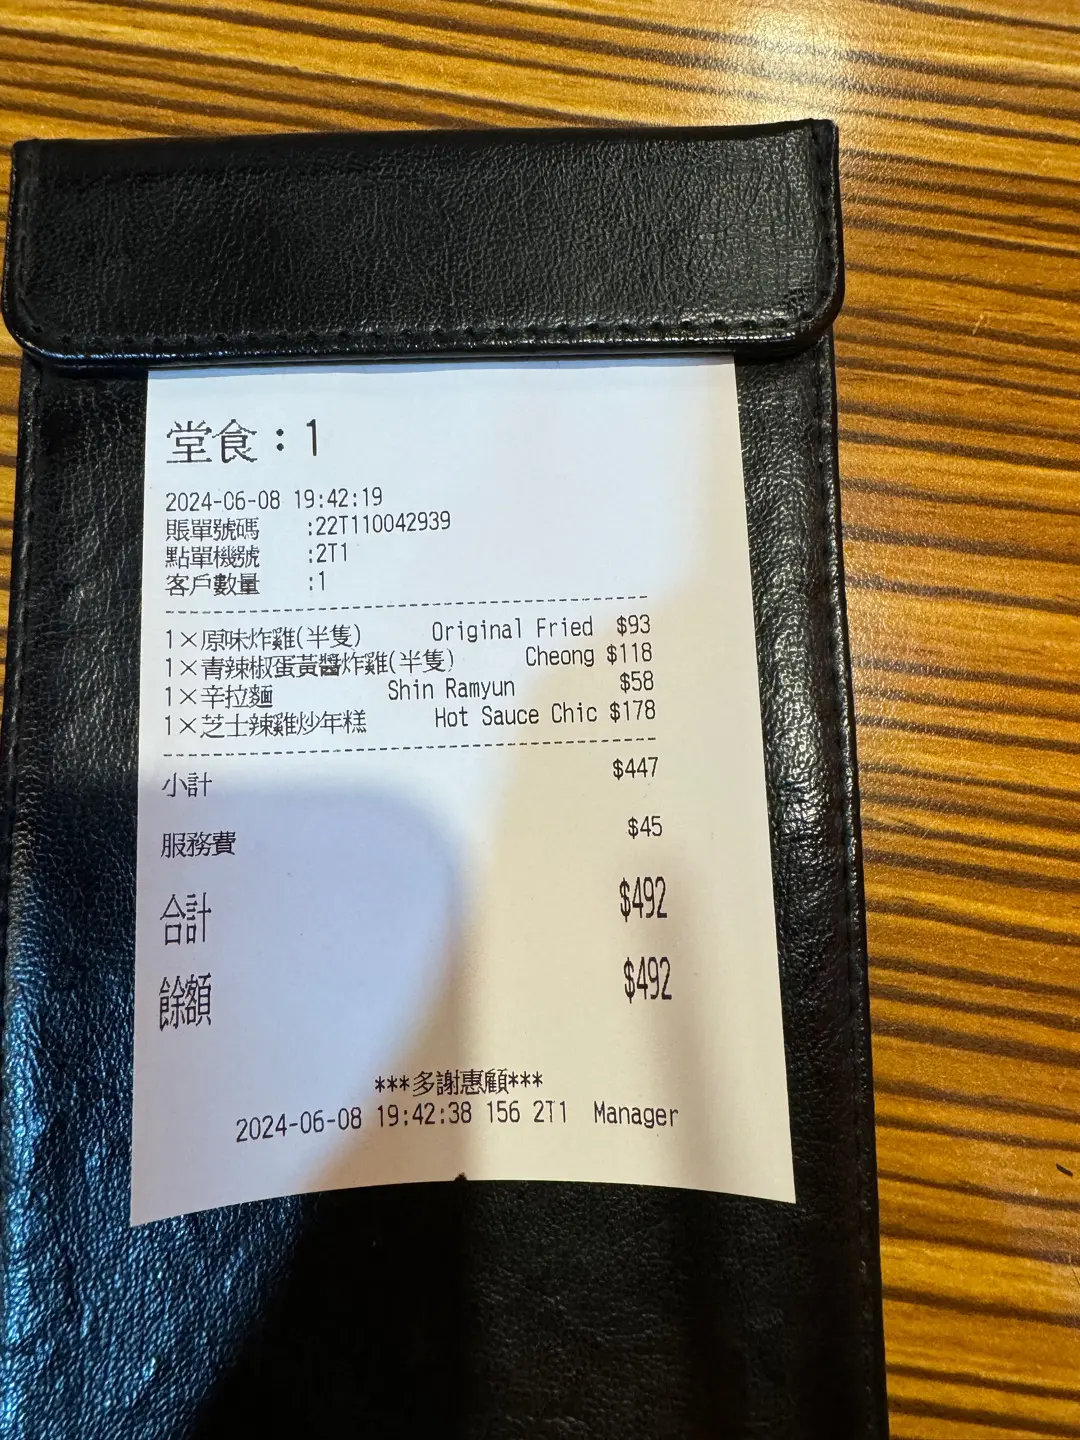 堂食：1
2024-06-08 19:42:19
賬單號碼 :22T110042939
點單機號 :2T1
客戶數量 :1
1×原味炸雞(半隻) Original Fried $93
1×青辣椒蛋黃醬炸雞(半隻) Cheong $118
1×辛拉麵 Shin Ramyun $58
1×芝士辣雞炒年糕 Hot Sauce Chic $178
小計 $447
服務費 $45
合計 $492
餘額 $492
***多謝惠顧***
2024-06-08 19:42:38 156 2T1 Manager